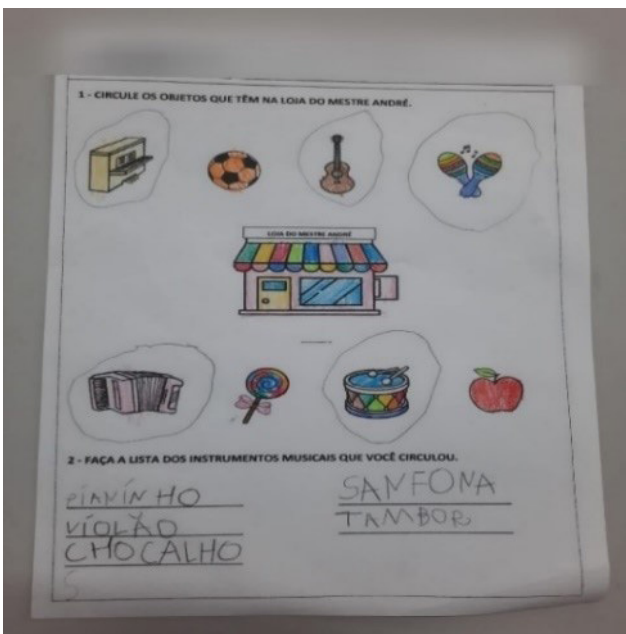 1 - CIRCULE OS OBJETOS QUE TÊM NA LOJA DO MESTRE ANDRÉ.
LOJA DO MESTRE ANDRÉ
2 - FAÇA A LISTA DOS INSTRUMENTOS MUSICAIS QUE VOCÊ CIRCULOU.
PIANINHO
VIOLÃO
CHOCALHO
S
SANFONA
TAMBOR